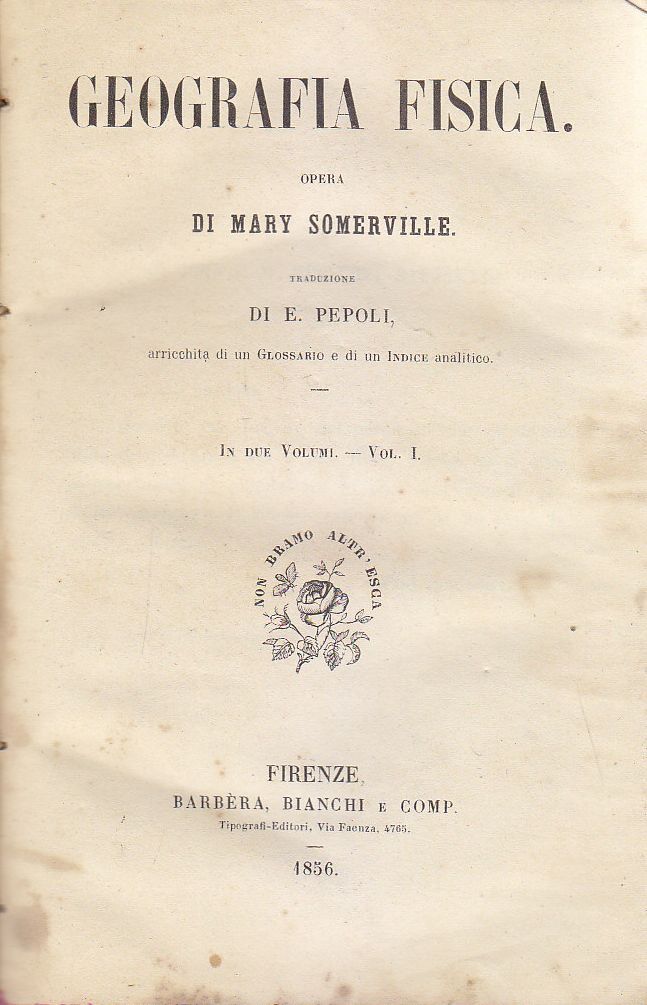 GEOGRAFIA FISICA.
OPERA
DI MARY SOMERVILLE.
TRADUZIONE
DI E. PEPOLI,
arricchita di un GLOSSARIO e di un INDICE analitico.
IN DUE VOLUMI. — VOL. I.
NON BRAMO ALTR'ESCA
FIRENZE,
BARBÈRA, BIANCHI E COMP.
Tipografi-Editori, Via Faenza, 4765.
1856.